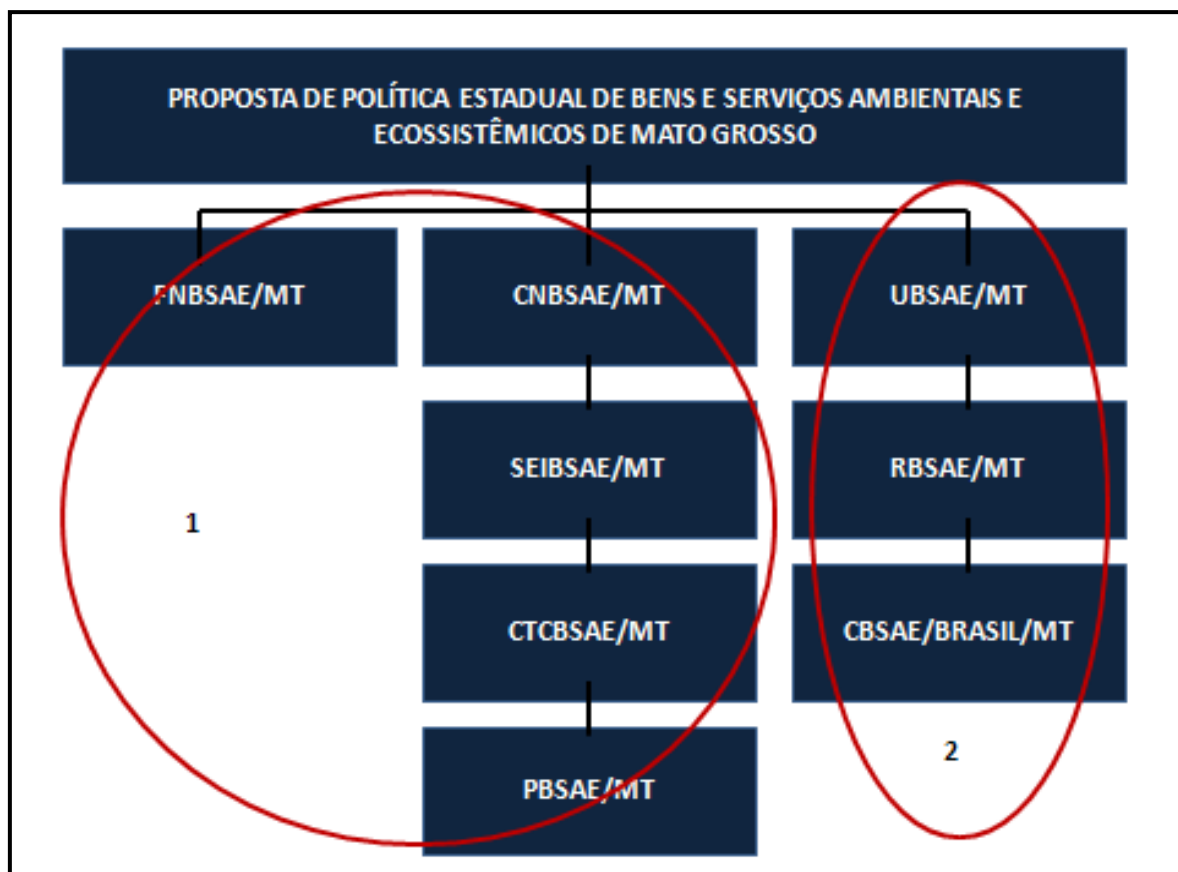 PROPOSTA DE POLÍTICA ESTADUAL DE BENS E SERVIÇOS AMBIENTAIS E
ECOSSISTÊMICOS DE MATO GROSSO
FNBSAE/MT
CNBSAE/MT
UBSAE/MT
SEIBSAE/MT
RBSAE/MT
1
CTCBSAE/MT
CBSAE/BRASIL/MT
2
PBSAE/MT